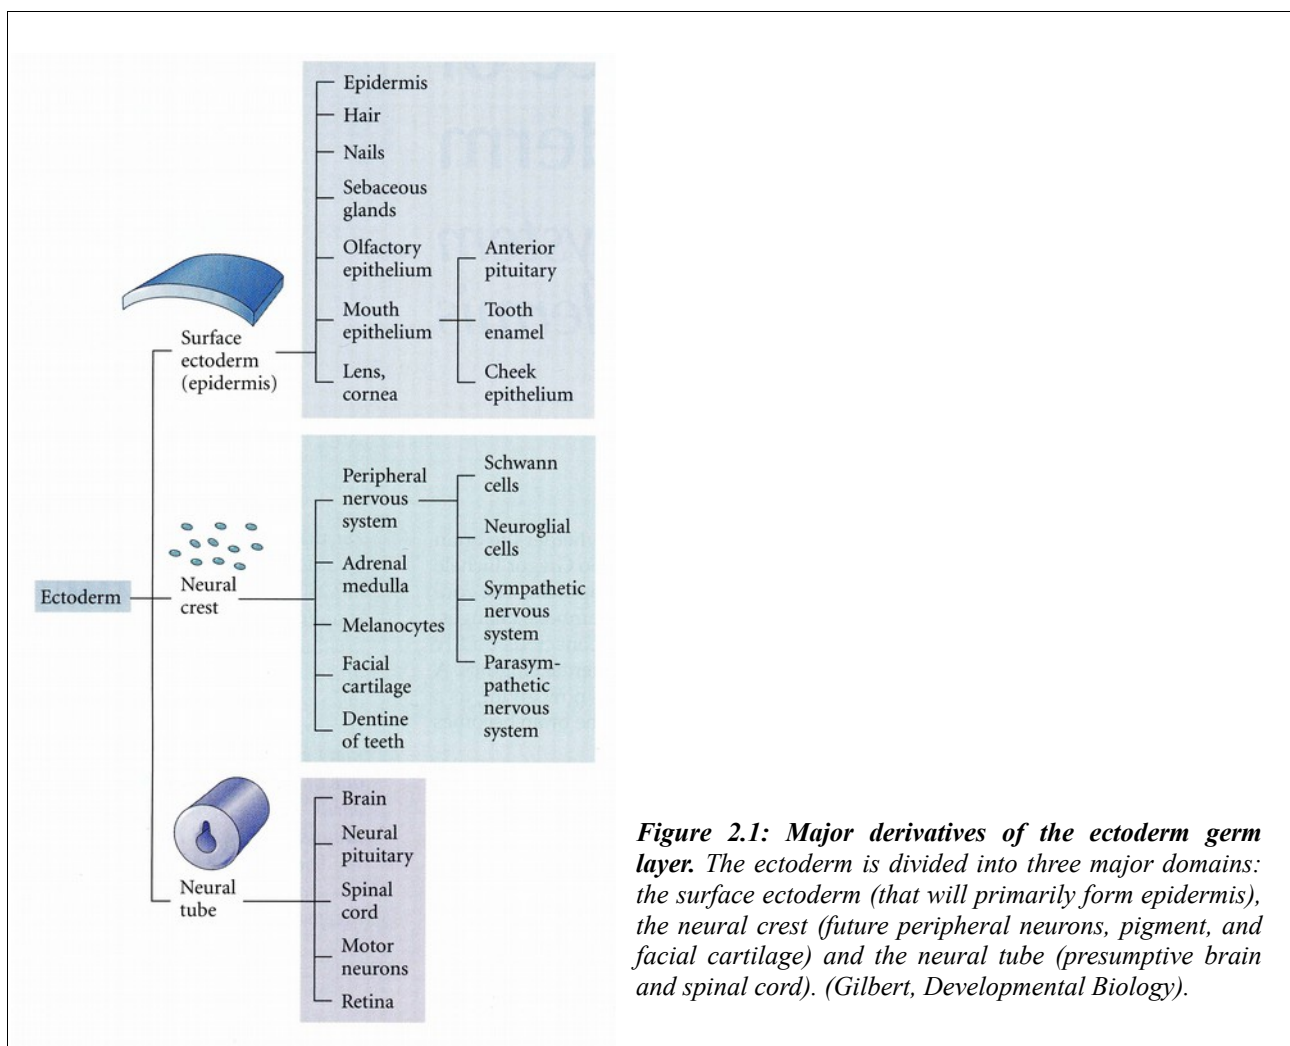 Epidermis
Hair
Nails
Sebaceous
glands
Olfactory
epithelium
Mouth
epithelium
Lens,
cornea
Anterior
pituitary
Tooth
enamel
Cheek
epithelium
Surface
ectoderm
(epidermis)
Peripheral
nervous
system
Adrenal
medulla
Melanocytes
Facial
cartilage
Dentine
of teeth
Schwann
cells
Neuroglial
cells
Sympathetic
nervous
system
Parasym-
pathetic
nervous
system
Neural
crest
Ectoderm
Brain
Neural
pituitary
Spinal
cord
Motor
neurons
Retina
Neural
tube
Figure 2.1: Major derivatives of the ectoderm germ
layer. The ectoderm is divided into three major domains:
the surface ectoderm (that will primarily form epidermis),
the neural crest (future peripheral neurons, pigment, and
facial cartilage) and the neural tube (presumptive brain
and spinal cord). (Gilbert, Developmental Biology).